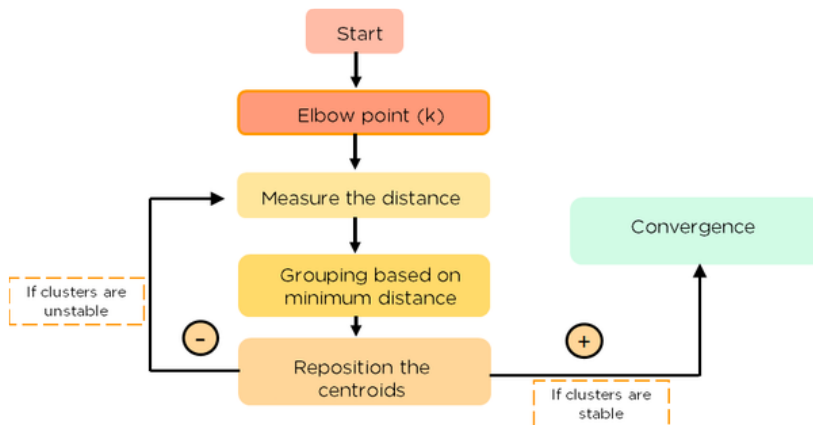 Start
Elbow point (k)
Measure the distance
Convergence
Grouping based on
minimum distance
If clusters are
unstable
-
+
Reposition the
centroids
If clusters are
stable